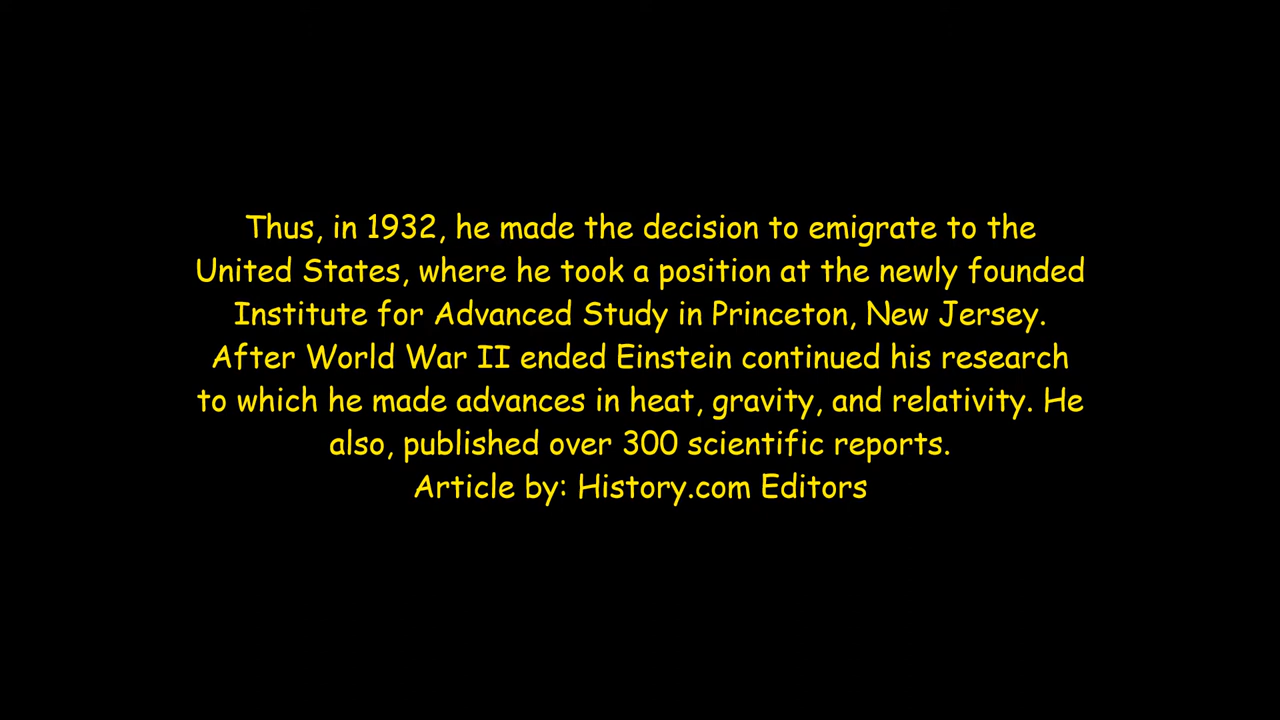 Thus, in 1932, he made the decision to emigrate to the
United States, where he took a position at the newly founded
Institute for Advanced Study in Princeton, New Jersey.
After World War II ended Einstein continued his research
to which he made advances in heat, gravity, and relativity. He
also, published over 300 scientific reports.
Article by: History.com Editors